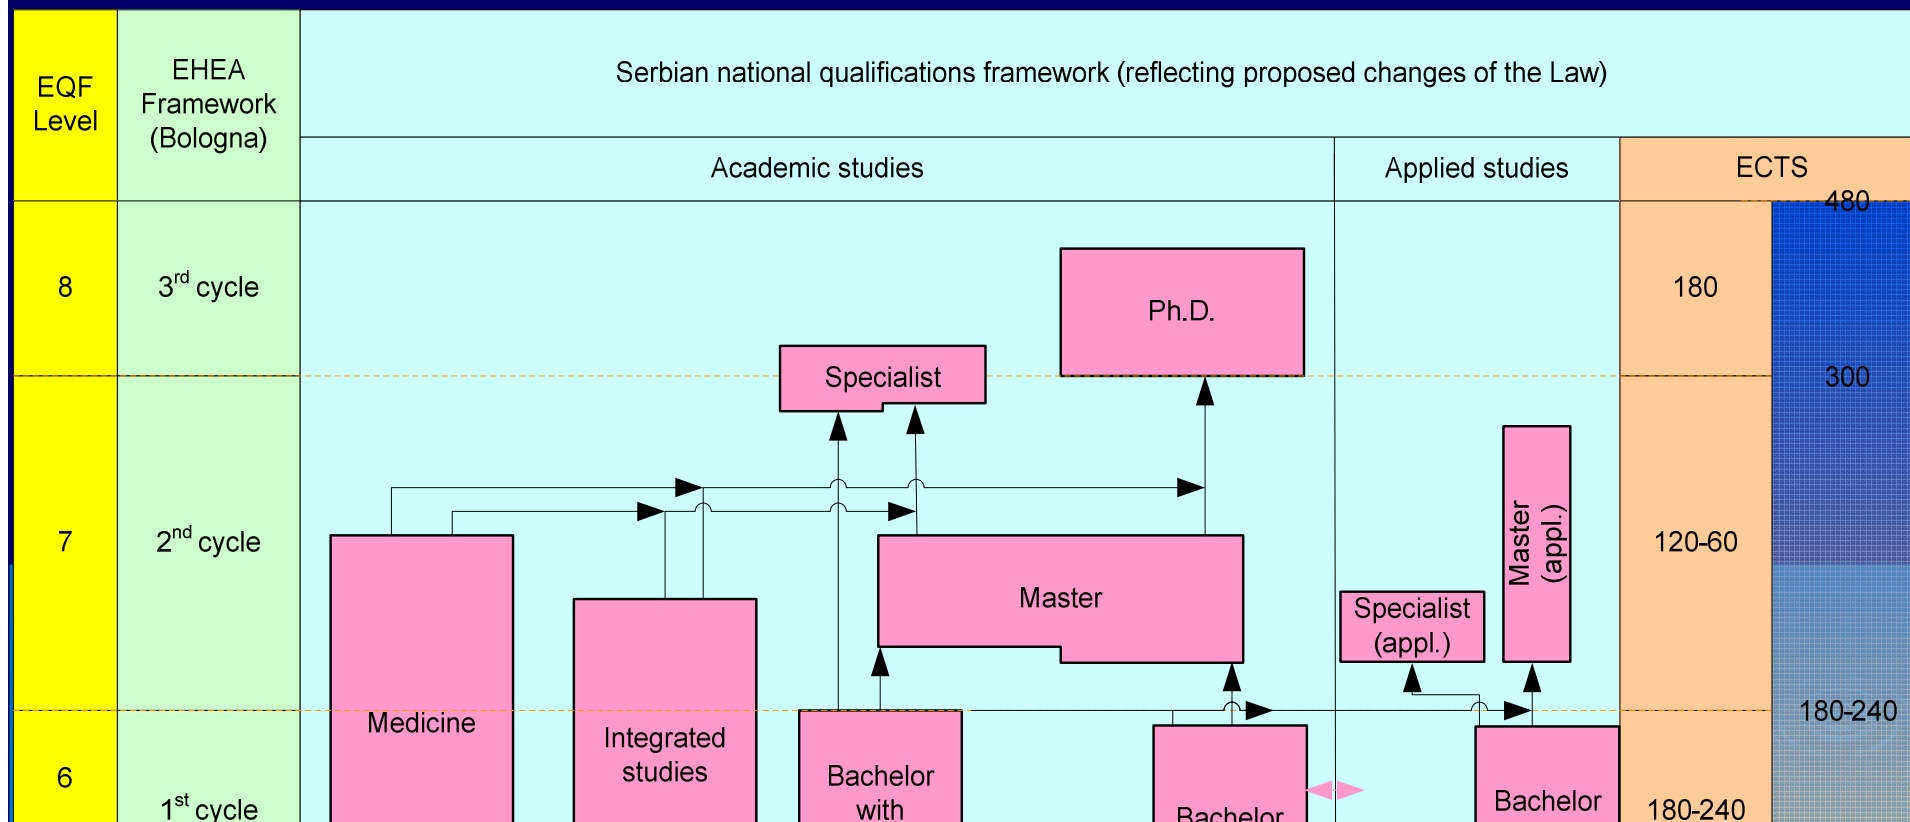 EQF
Level
EHEA
Framework
(Bologna)
Serbian national qualifications framework (reflecting proposed changes of the Law)
Academic studies
Applied studies
ECTS
480
8
3rd cycle
Ph.D.
180
Specialist
300
7
2nd cycle
Master
Master
(appl.)
Specialist
(appl.)
120-60
180-240
Medicine
Integrated
studies
6
1st cycle
Bachelor
with
Bachelor
Bachelor
180-240